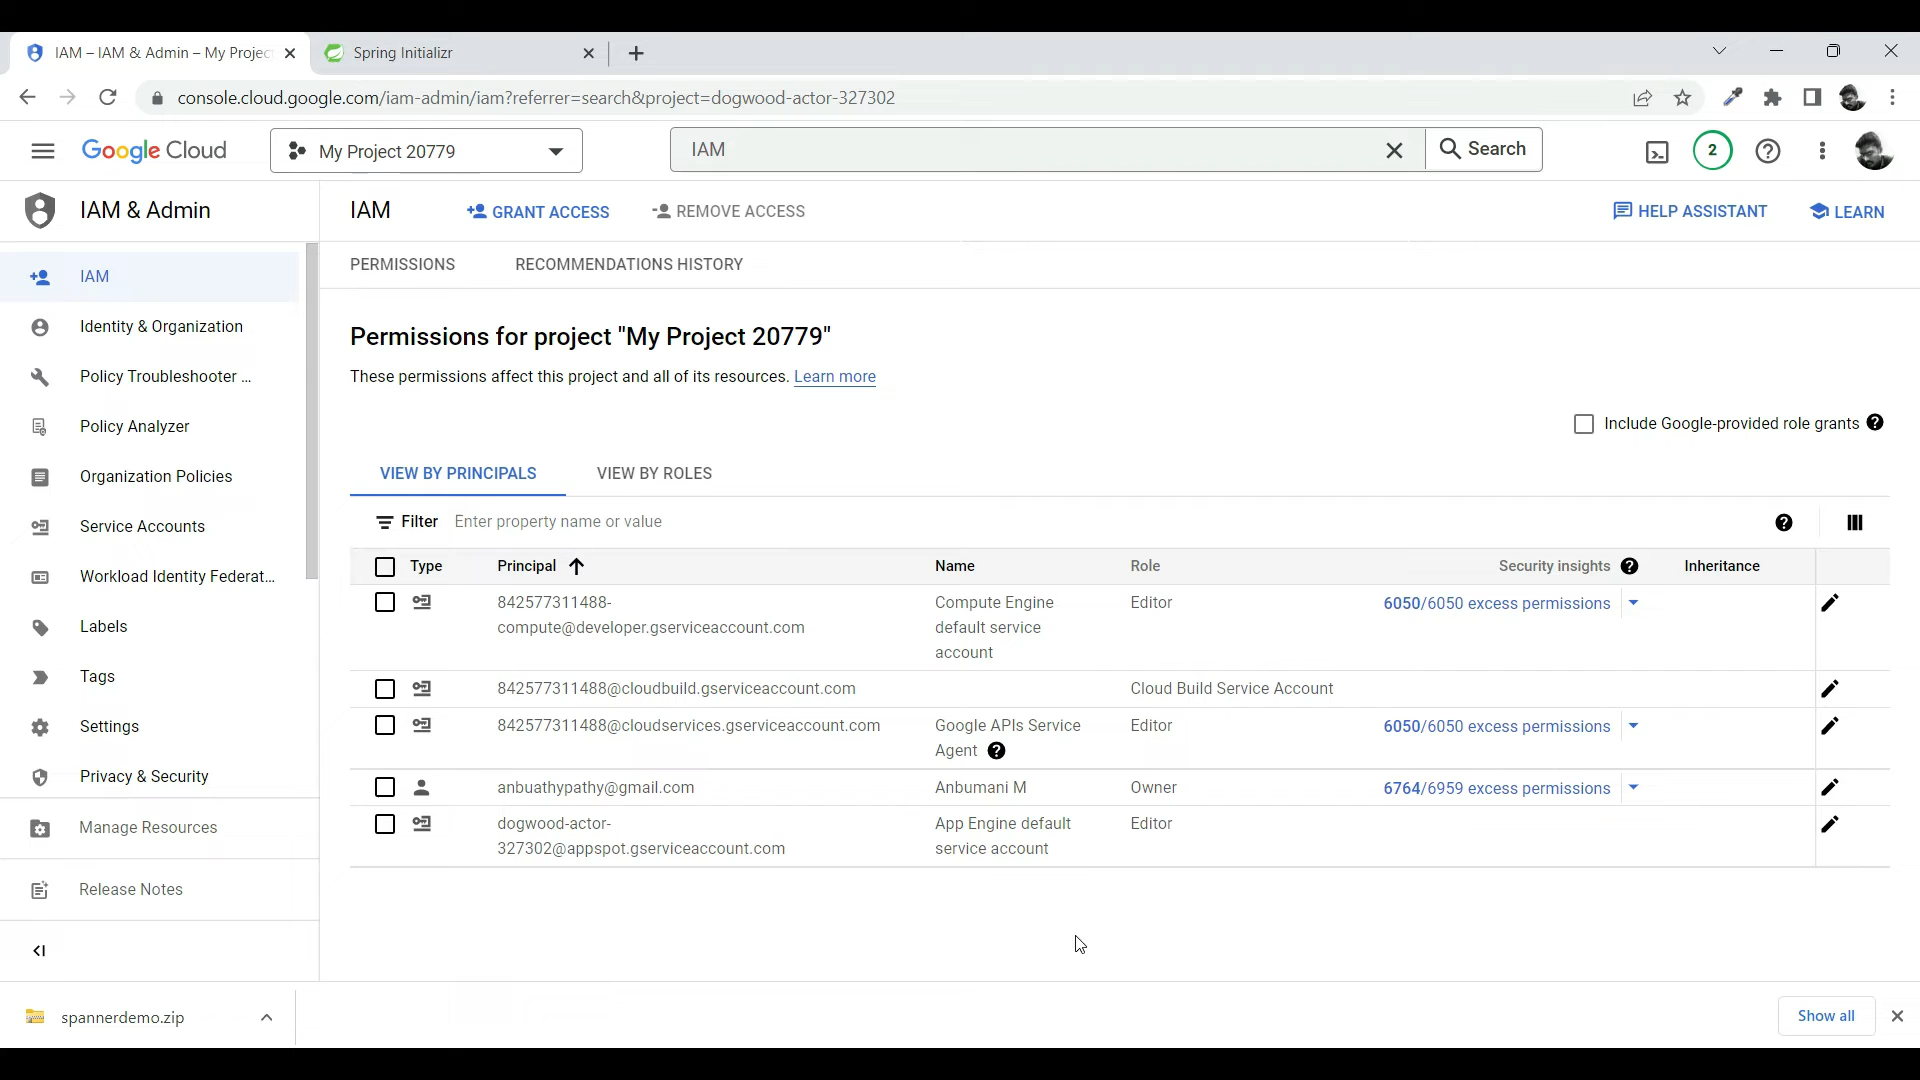 IAM – IAM & Admin – My Projec
Spring Initializr
console.cloud.google.com/iam-admin/iam?referrer=search&project=dogwood-actor-327302
Google Cloud
My Project 20779
IAM
Search
2
IAM & Admin
IAM
GRANT ACCESS
REMOVE ACCESS
HELP ASSISTANT
LEARN
IAM
Identity & Organization
Policy Troubleshooter ...
Policy Analyzer
Organization Policies
Service Accounts
Workload Identity Federat...
Labels
Tags
Settings
Privacy & Security
Manage Resources
Release Notes
PERMISSIONS
RECOMMENDATIONS HISTORY
Permissions for project "My Project 20779"
These permissions affect this project and all of its resources. Learn more
Include Google-provided role grants
VIEW BY PRINCIPALS
VIEW BY ROLES
Filter Enter property name or value
Type Principal Name Role Security insights Inheritance
842577311488- Compute Engine Editor 6050/6050 excess permissions
compute@developer.gserviceaccount.com default service
account
842577311488@cloudbuild.gserviceaccount.com Cloud Build Service Account
842577311488@cloudservices.gserviceaccount.com Google APIs Service Editor 6050/6050 excess permissions
Agent
anbuathypathy@gmail.com Anbumani M Owner 6764/6959 excess permissions
dogwood-actor- App Engine default Editor
327302@appspot.gserviceaccount.com service account
spannerdemo.zip
Show all